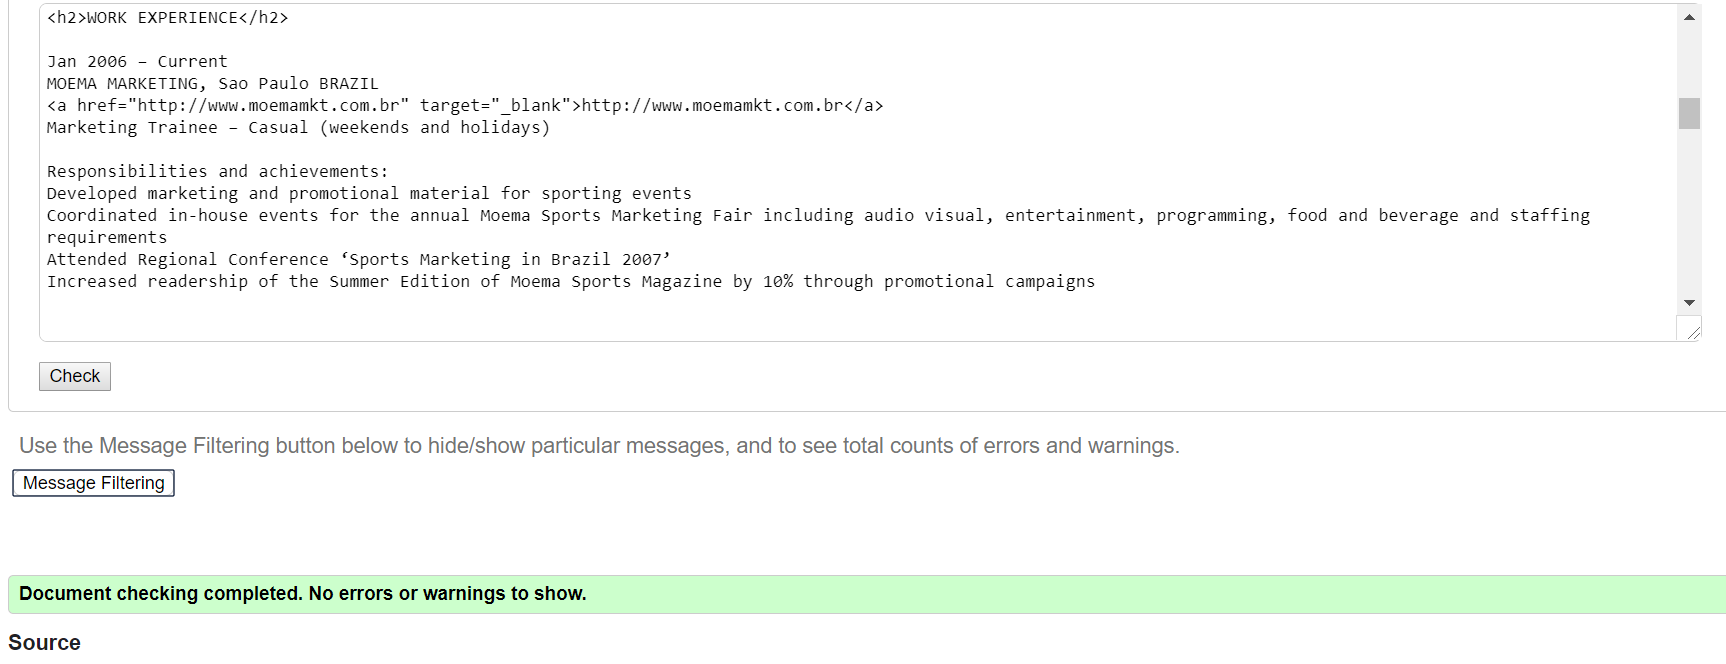 <h2>WORK EXPERIENCE</h2>
Jan 2006 – Current
MOEMA MARKETING, Sao Paulo BRAZIL
<a href="http://www.moemamkt.com.br" target="_blank">http://www.moemamkt.com.br</a>
Marketing Trainee – Casual (weekends and holidays)
Responsibilities and achievements:
Developed marketing and promotional material for sporting events
Coordinated in-house events for the annual Moema Sports Marketing Fair including audio visual, entertainment, programming, food and beverage and staffing
requirements
Attended Regional Conference ‘Sports Marketing in Brazil 2007’
Increased readership of the Summer Edition of Moema Sports Magazine by 10% through promotional campaigns
Check
Use the Message Filtering button below to hide/show particular messages, and to see total counts of errors and warnings.
Message Filtering
Document checking completed. No errors or warnings to show.
Source